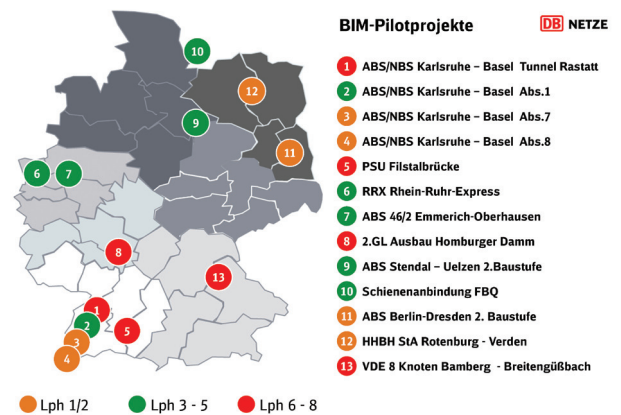 BIM-Pilotprojekte
DB NETZE
1 ABS/NBS Karlsruhe – Basel Tunnel Rastatt
2 ABS/NBS Karlsruhe – Basel Abs.1
3 ABS/NBS Karlsruhe – Basel Abs.7
4 ABS/NBS Karlsruhe – Basel Abs.8
5 PSU Filstalbrücke
6 RRX Rhein-Ruhr-Express
7 ABS 46/2 Emmerich-Oberhausen
8 2.GL Ausbau Homburger Damm
9 ABS Stendal – Uelzen 2.Baustufe
10 Schienenanbindung FBQ
11 ABS Berlin-Dresden 2. Baustufe
12 HHBH StA Rotenburg - Verden
13 VDE 8 Knoten Bamberg - Breitengüßbach
10
12
9
11
6 7
8
13
1
2
5
3
4
Lph 1/2 Lph 3 - 5 Lph 6 - 8